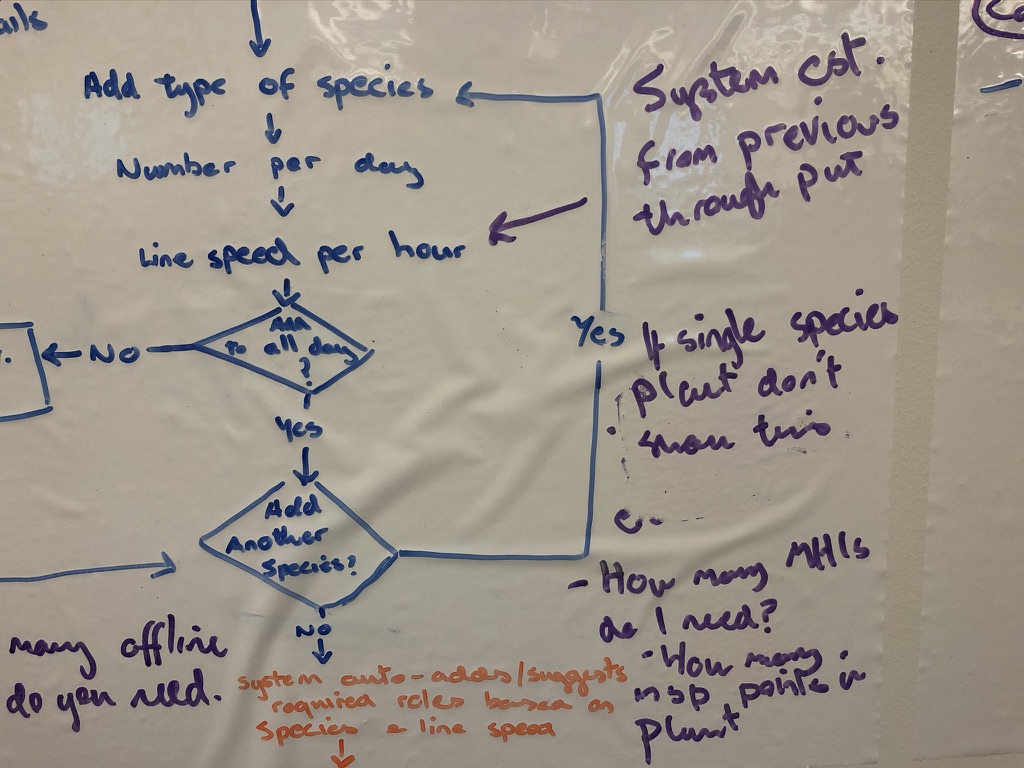 ails
Add type of species
Number per day
Line speed per hour
Add
to all days
?
NO
Yes
Add
Another
Species?
NO
Yes
system auto-addes/suggests
required roles based on
species & line speed
many offline
do you need.
System est.
from previous
through put
If single species
plant don't
show this
- How many MHIs
do I need?
· How many
insp points in
plant